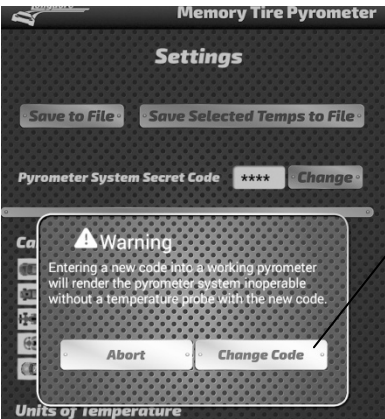 Memory Tire Pyrometer
Settings
Save to File
Save Selected Temps to File
Pyrometer System Secret Code
****
Change
Ca
Warning
Entering a new code into a working pyrometer
will render the pyrometer system inoperable
without a temperature probe with the new code.
Abort
Change Code
Units of Temperature